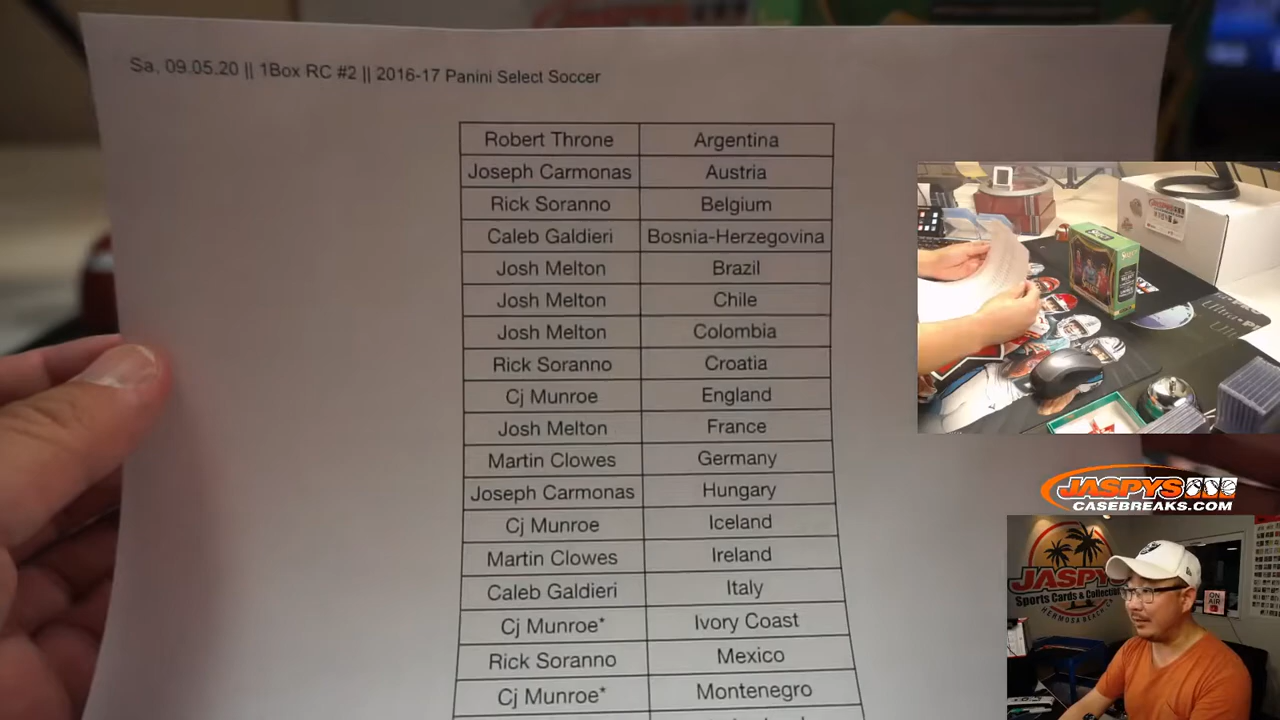 Sa, 09.05.20 || 1Box RC #2 || 2016-17 Panini Select Soccer
Robert Throne Argentina
Joseph Carmonas Austria
Rick Soranno Belgium
Caleb Galdieri Bosnia-Herzegovina
Josh Melton Brazil
Josh Melton Chile
Josh Melton Colombia
Rick Soranno Croatia
Cj Munroe England
Josh Melton France
Martin Clowes Germany
Joseph Carmonas Hungary
Cj Munroe Iceland
Martin Clowes Ireland
Caleb Galdieri Italy
Cj Munroe* Ivory Coast
Rick Soranno Mexico
Cj Munroe* Montenegro
JASPYS
CASEBREAKS.COM
JASPYS
Sports Cards &
HERMOSA BEACH
ON AIR